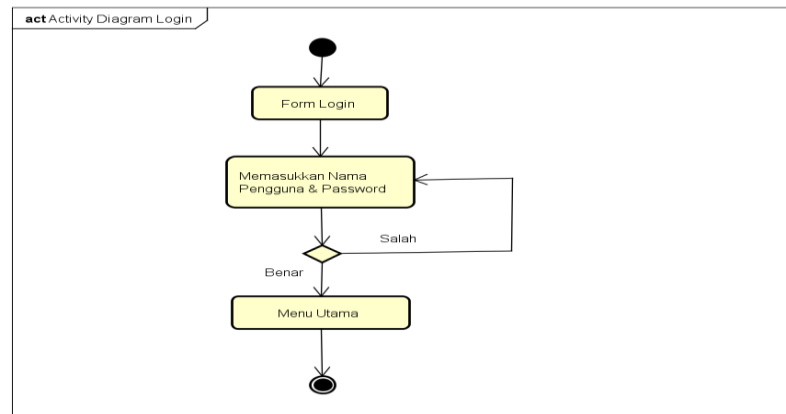 act Activity Diagram Login
Form Login
Memasukkan Nama
Pengguna & Password
Salah
Benar
Menu Utama